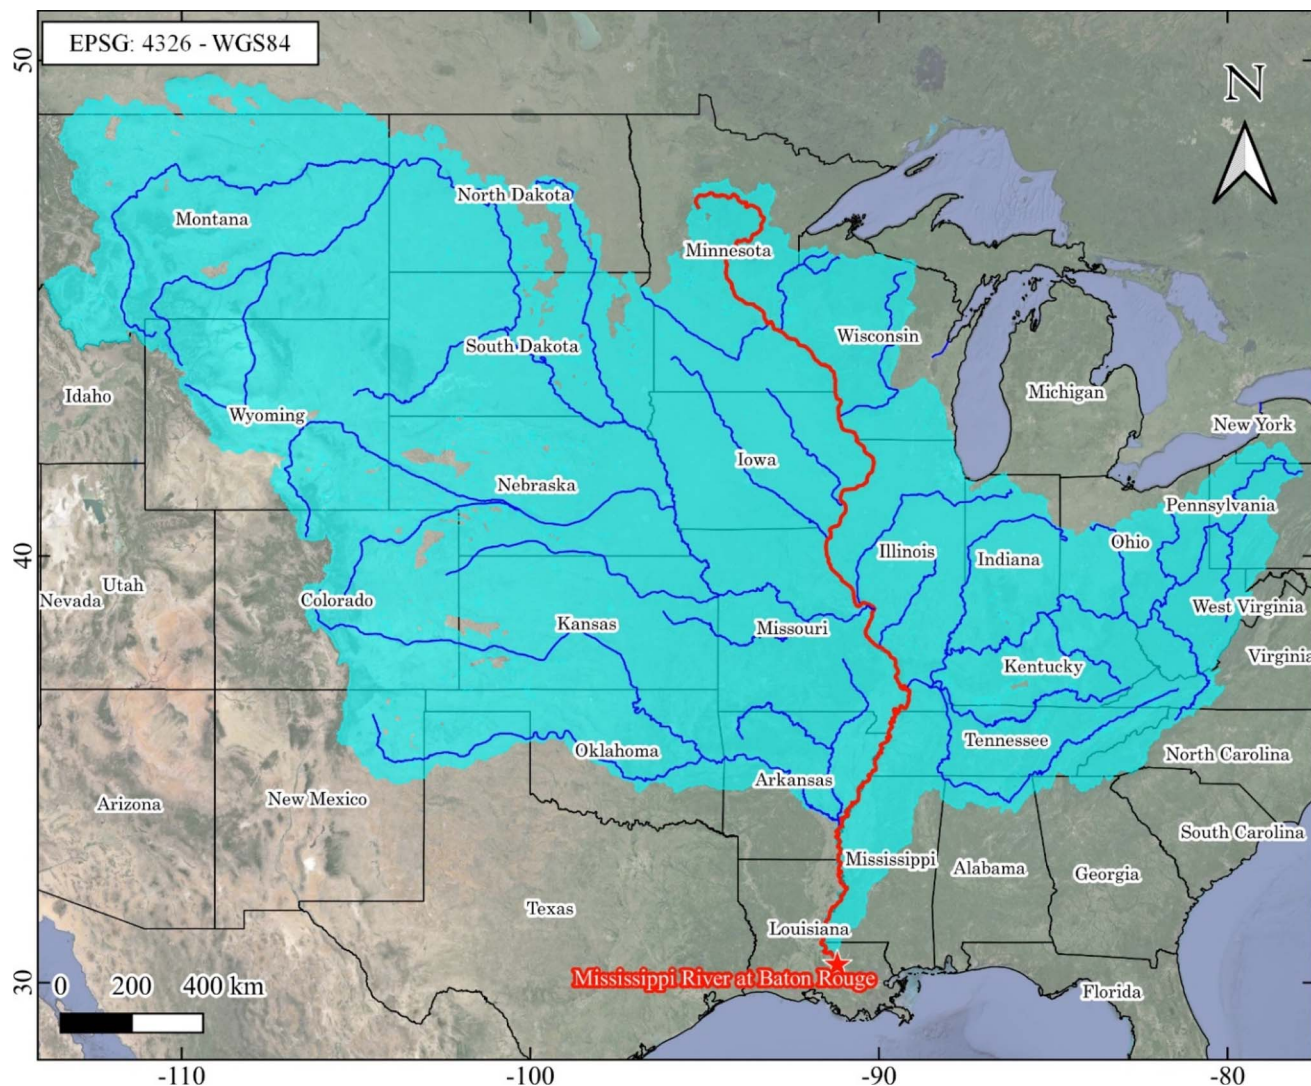 EPSG: 4326 - WGS84
50
N
North Dakota
Montana
Minnesota
Wisconsin
South Dakota
Idaho
Michigan
Wyoming
New York
Iowa
Nebraska
Pennsylvania
40
Illinois
Indiana
Ohio
Utah
Nevada
Colorado
West Virginia
Kansas
Missouri
Virginia
Kentucky
Tennessee
Oklahoma
North Carolina
Arkansas
Arizona
New Mexico
South Carolina
Mississippi
Alabama
Georgia
Texas
Louisiana
Mississippi River at Baton Rouge
30
0 200 400 km
Florida
-110 -100 -90 -80